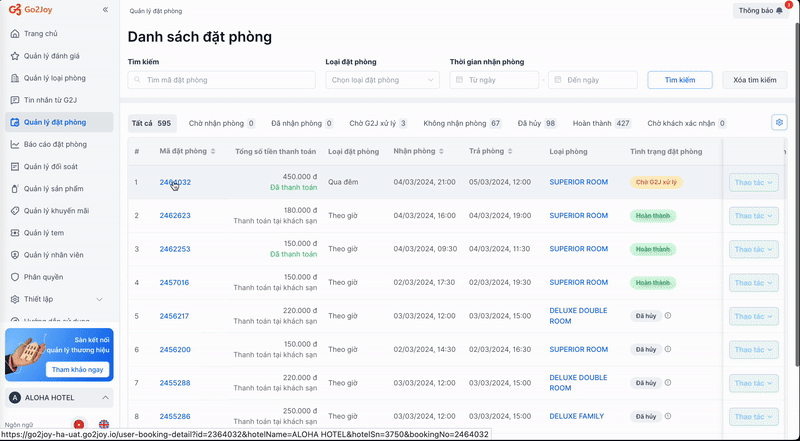 Go2Joy
«
Quản lý đặt phòng
Thông báo
Trang chủ
Quản lý đánh giá
Quản lý loại phòng
Tin nhắn từ G2J
Quản lý đặt phòng
Báo cáo đặt phòng
Quản lý đối soát
Quản lý sản phẩm
Quản lý khuyến mãi
Quản lý tem
Quản lý nhân viên
Phân quyền
Thiết lập
Hướng dẫn sử dụng
Sàn kết nối
quản lý thương hiệu
Tham khảo ngay
A ALOHA HOTEL
Ngôn ngữ
Danh sách đặt phòng
Tìm kiếm Loại đặt phòng Thời gian nhận phòng
Tìm mã đặt phòng Chọn loại đặt phòng Từ ngày - Đến ngày Tìm kiếm Xóa tìm kiếm
Tất cả 595 Chờ nhận phòng 0 Đã nhận phòng 0 Chờ G2J xử lý 3 Không nhận phòng 67 Đã hủy 98 Hoàn thành 427 Chờ khách xác nhận 0
# Mã đặt phòng Tổng số tiền thanh toán Loại đặt phòng Nhận phòng Trả phòng Loại phòng Tình trạng đặt phòng
1 2464032 450.000 đ Đã thanh toán Qua đêm 04/03/2024, 21:00 05/03/2024, 12:00 SUPERIOR ROOM Chờ G2J xử lý Thao tác
2 2462623 180.000 đ Thanh toán tại khách sạn Theo giờ 04/03/2024, 16:00 04/03/2024, 19:00 SUPERIOR ROOM Hoàn thành Thao tác
3 2462253 150.000 đ Đã thanh toán Theo giờ 04/03/2024, 09:30 04/03/2024, 11:30 SUPERIOR ROOM Hoàn thành Thao tác
4 2457016 150.000 đ Thanh toán tại khách sạn Theo giờ 02/03/2024, 17:30 02/03/2024, 19:30 SUPERIOR ROOM Hoàn thành Thao tác
5 2456217 220.000 đ Thanh toán tại khách sạn Theo giờ 03/03/2024, 12:00 03/03/2024, 15:00 DELUXE DOUBLE ROOM Đã hủy Thao tác
6 2456200 150.000 đ Thanh toán tại khách sạn Theo giờ 02/03/2024, 14:30 02/03/2024, 16:30 SUPERIOR ROOM Đã hủy Thao tác
7 2455288 220.000 đ Thanh toán tại khách sạn Theo giờ 03/03/2024, 12:00 03/03/2024, 15:00 DELUXE DOUBLE ROOM Đã hủy Thao tác
8 2455286 250.000 đ Thanh toán tại khách sạn Theo giờ 03/03/2024, 12:00 03/03/2024, 15:00 DELUXE FAMILY Đã hủy Thao tác
https://go2joy-ha-uat.go2joy.io/user-booking-detail?id=2364032&hotelName=ALOHA HOTEL&hotelSn=3750&bookingNo=2464032